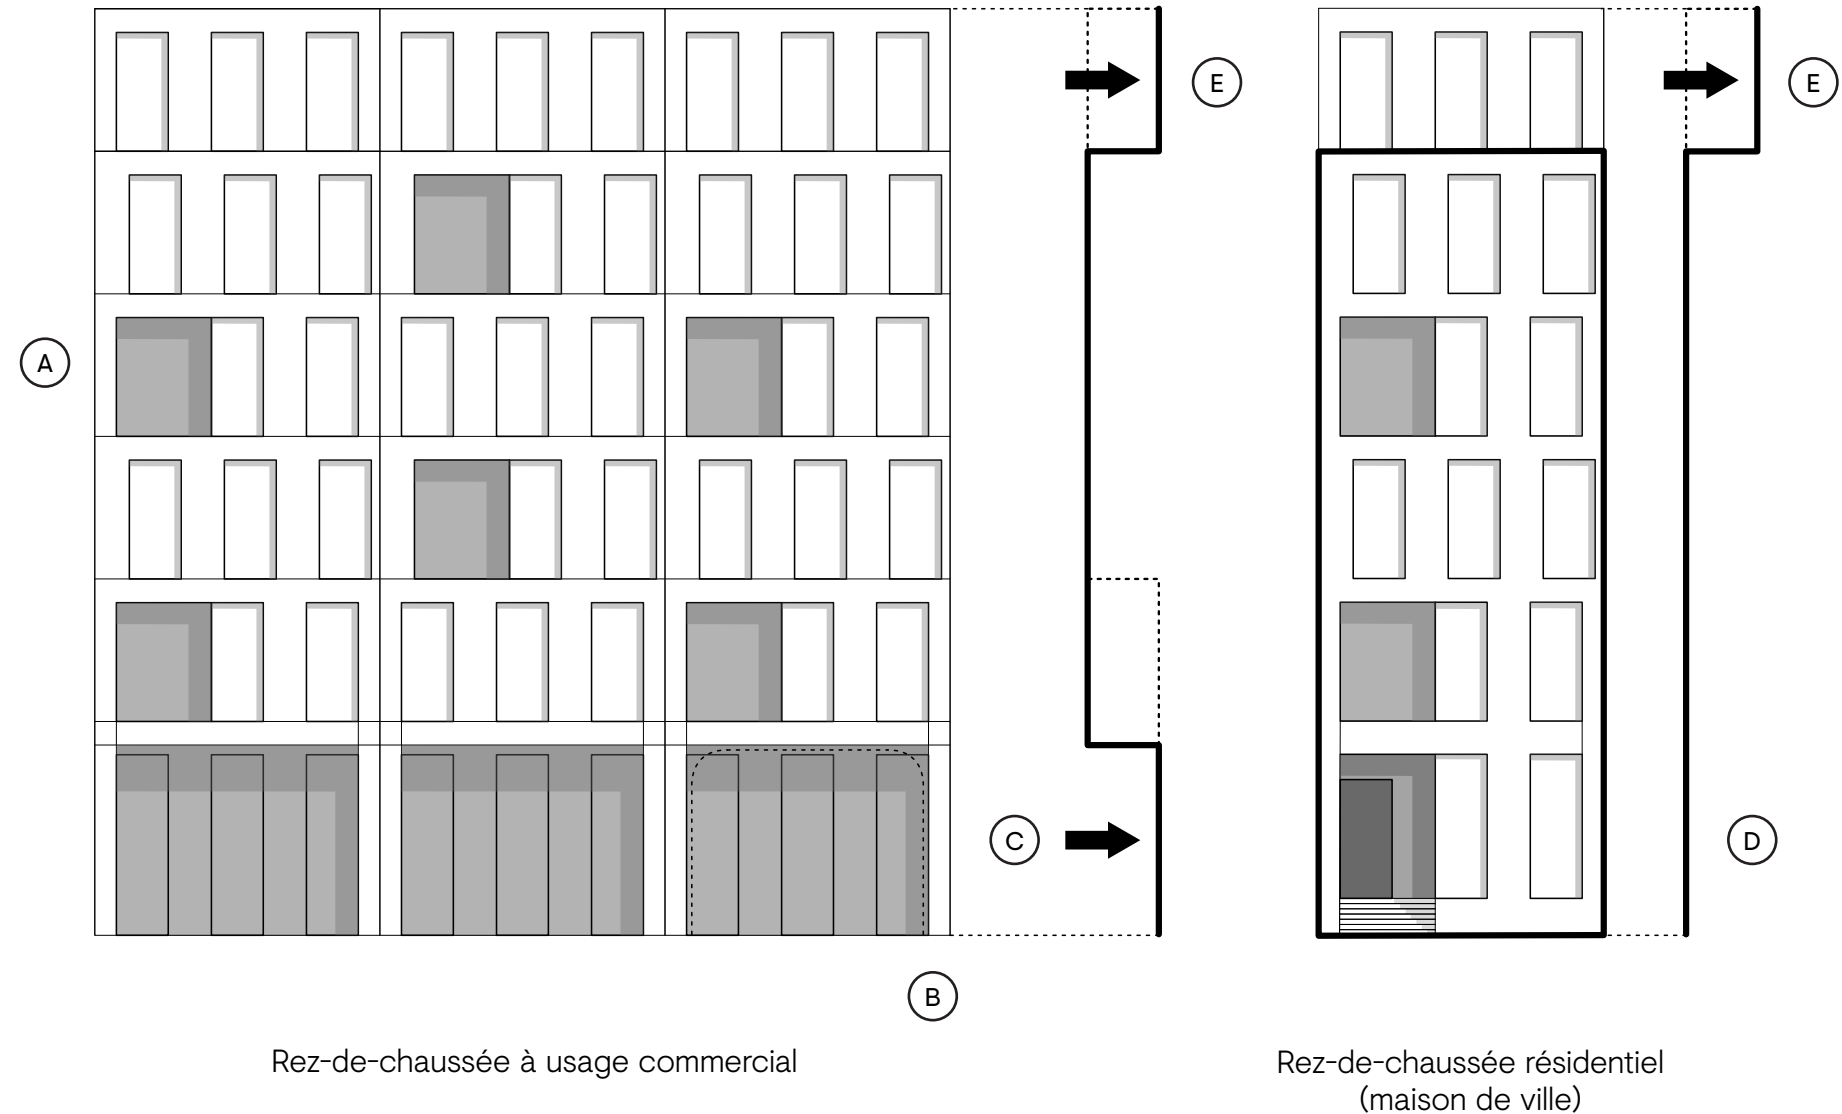 E
E
A
C
D
B
Rez-de-chaussée à usage commercial
Rez-de-chaussée résidentiel
(maison de ville)